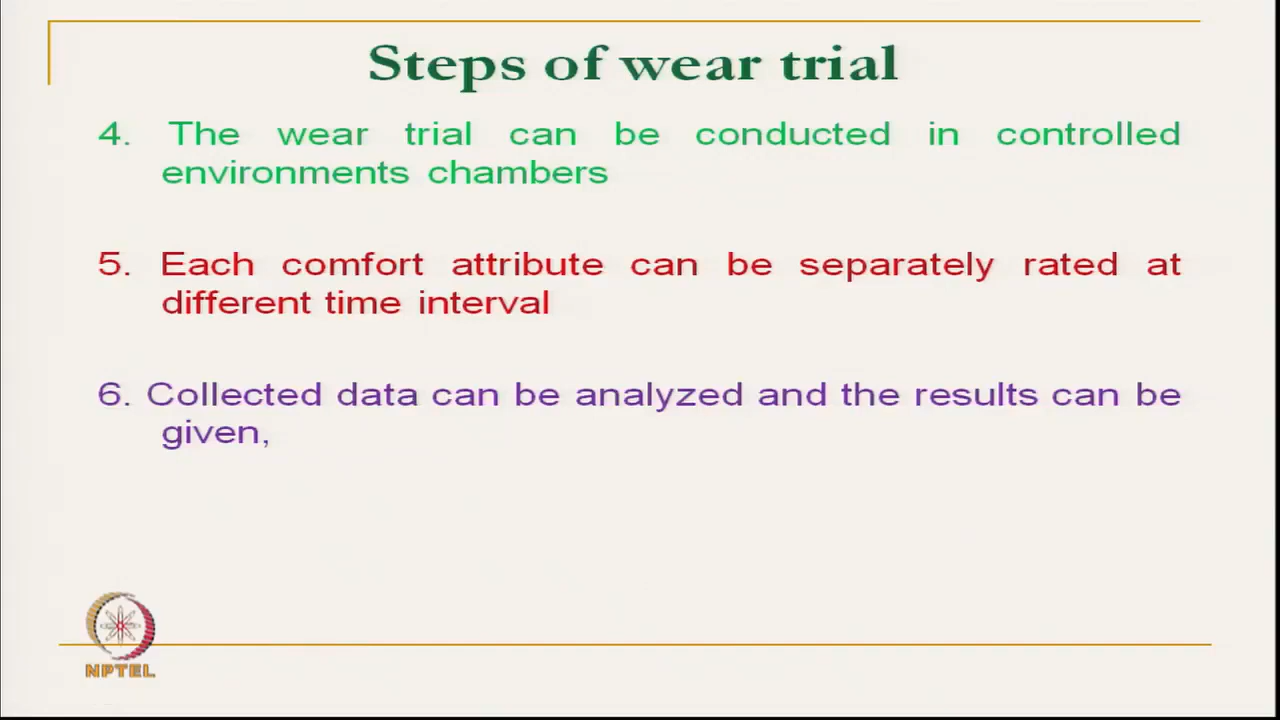 Steps of wear trial
4. The wear trial can be conducted in controlled
environments chambers
5. Each comfort attribute can be separately rated at
different time interval
6. Collected data can be analyzed and the results can be
given,
NPTEL